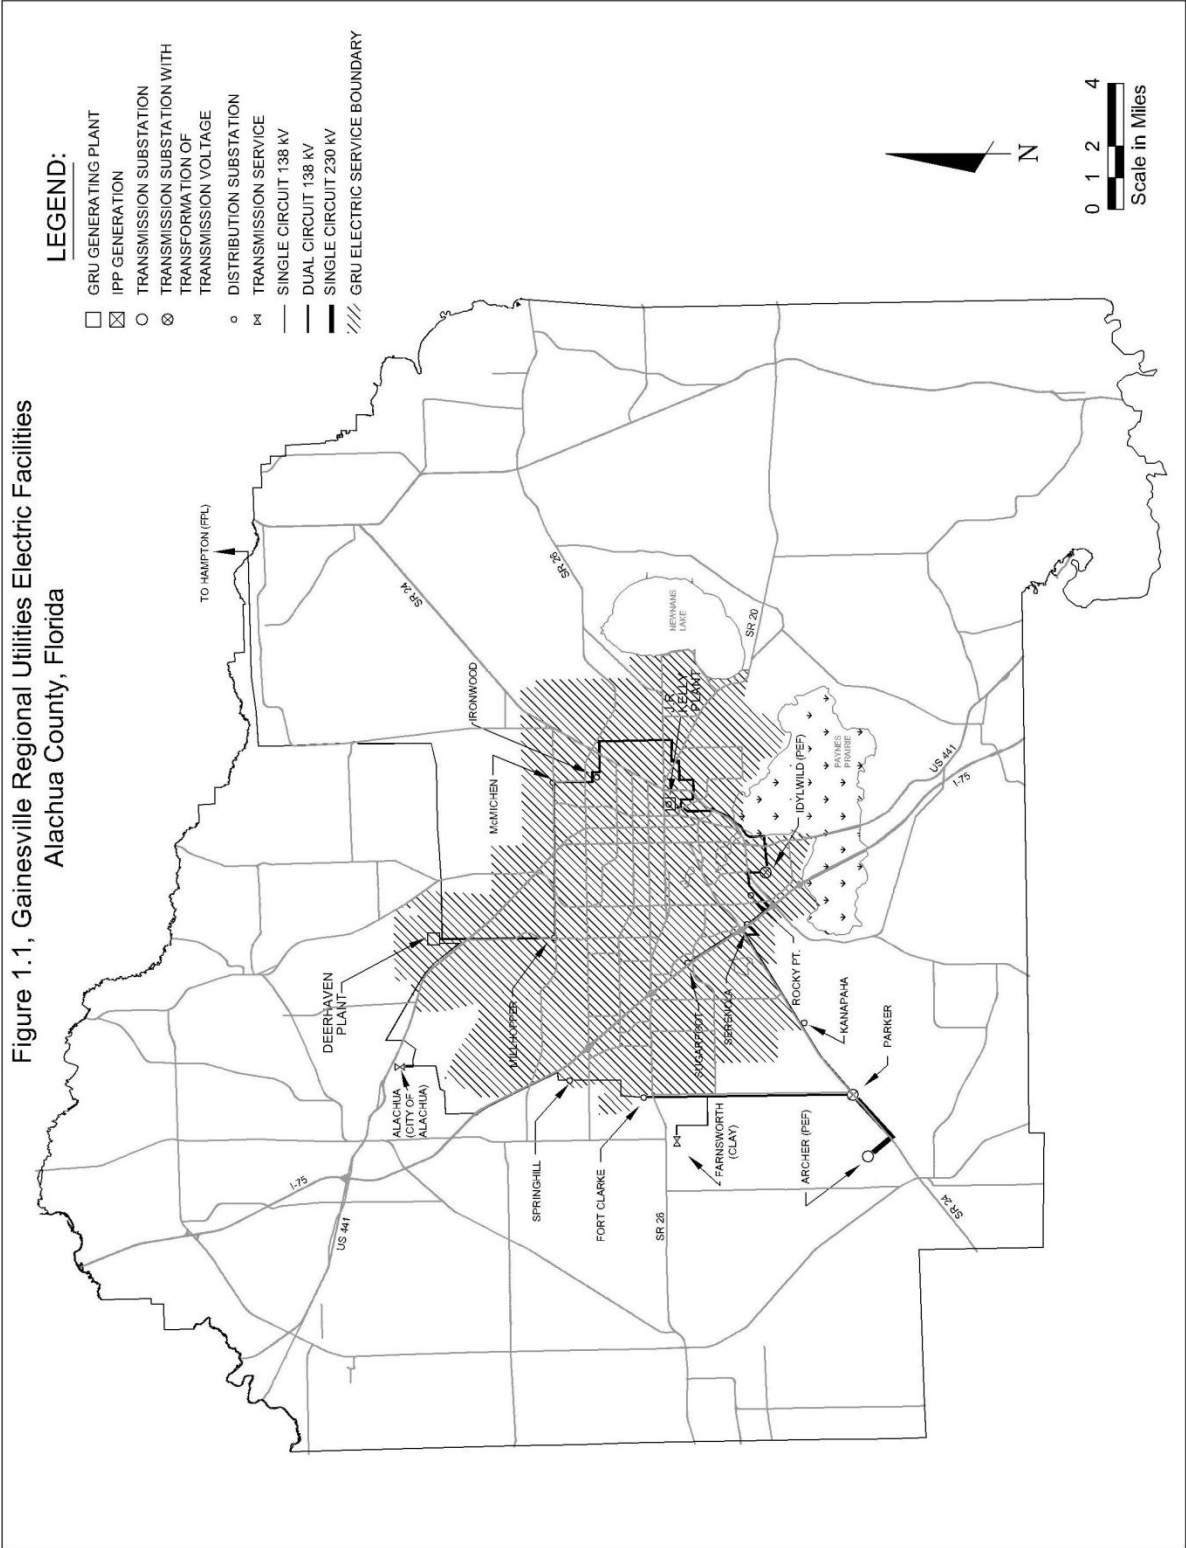 Figure 1.1, Gainesville Regional Utilities Electric Facilities
Alachua County, Florida
LEGEND:
GRU GENERATING PLANT
IPP GENERATION
TRANSMISSION SUBSTATION
TRANSMISSION SUBSTATION WITH
TRANSFORMATION OF
TRANSMISSION VOLTAGE
DISTRIBUTION SUBSTATION
TRANSMISSION SERVICE
SINGLE CIRCUIT 138 kV
DUAL CIRCUIT 138 kV
SINGLE CIRCUIT 230 kV
GRU ELECTRIC SERVICE BOUNDARY
TO HAMPTON (FPL)
I-75
US 441
ALACHUA
(CITY OF
ALACHUA)
DEERHAVEN
PLANT
SR 24
McMICHEN
IRONWOOD
SR 26
NEWNANS
LAKE
SPRINGHILL
MILLHOPPER
FORT CLARKE
J.R.
KELLY
PLANT
SR 20
SR 26
FARNSWORTH
(CLAY)
SUGARFOOT
SERENOLA
ROCKY PT.
IDYLWILD (PEF)
PAYNES
PRAIRIE
KANAPAHA
PARKER
ARCHER (PEF)
US 441
I-75
SR 24
N
0 1 2 4
Scale in Miles